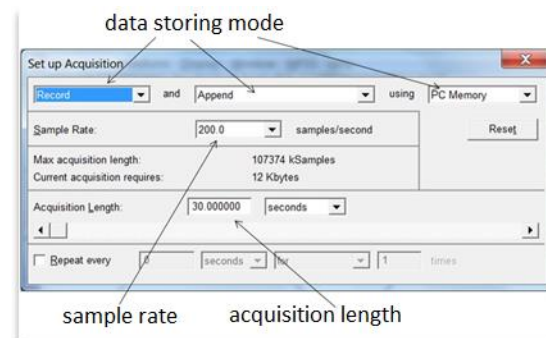 data storing mode
Set up Acquisition
Record and Append using PC Memory
Sample Rate: 200.0 samples/second Reset
Max acquisition length: 107374 kSamples
Current acquisition requires: 12 Kbytes
Acquisition Length: 30.000000 seconds
Repeat every seconds for 1 times
sample rate acquisition length